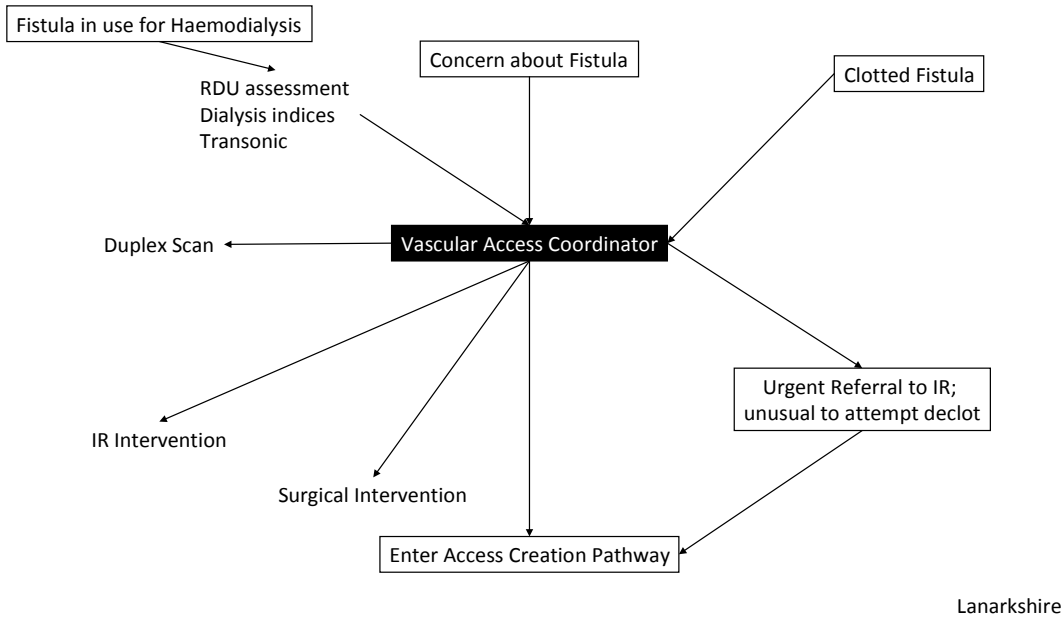 Fistula in use for Haemodialysis
Concern about Fistula
Clotted Fistula
RDU assessment
Dialysis indices
Transonic
Duplex Scan
Vascular Access Coordinator
Urgent Referral to IR;
unusual to attempt declot
IR Intervention
Surgical Intervention
Enter Access Creation Pathway
Lanarkshire